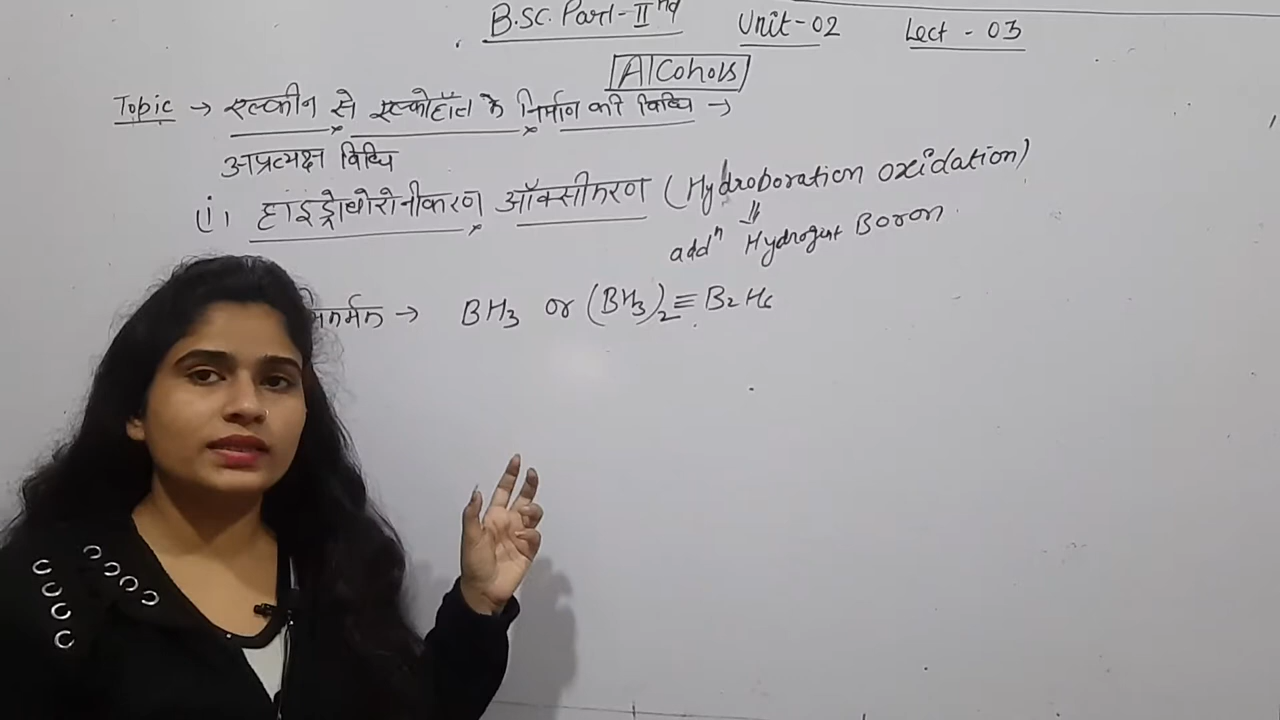 B.Sc. Part-IInd Unit-02 Lect - 03
Alcohols
Topic → एल्कीन से एल्कोहॉल के निर्माण की विधि →
अप्रत्यक्ष विधि
(i) हाइड्रोबोरोनीकरण ऑक्सीकरण (Hydroboration oxidation)
addⁿ Hydrogen Boron
→ BH₃ or (BH₃)₂ ≡ B₂H₆